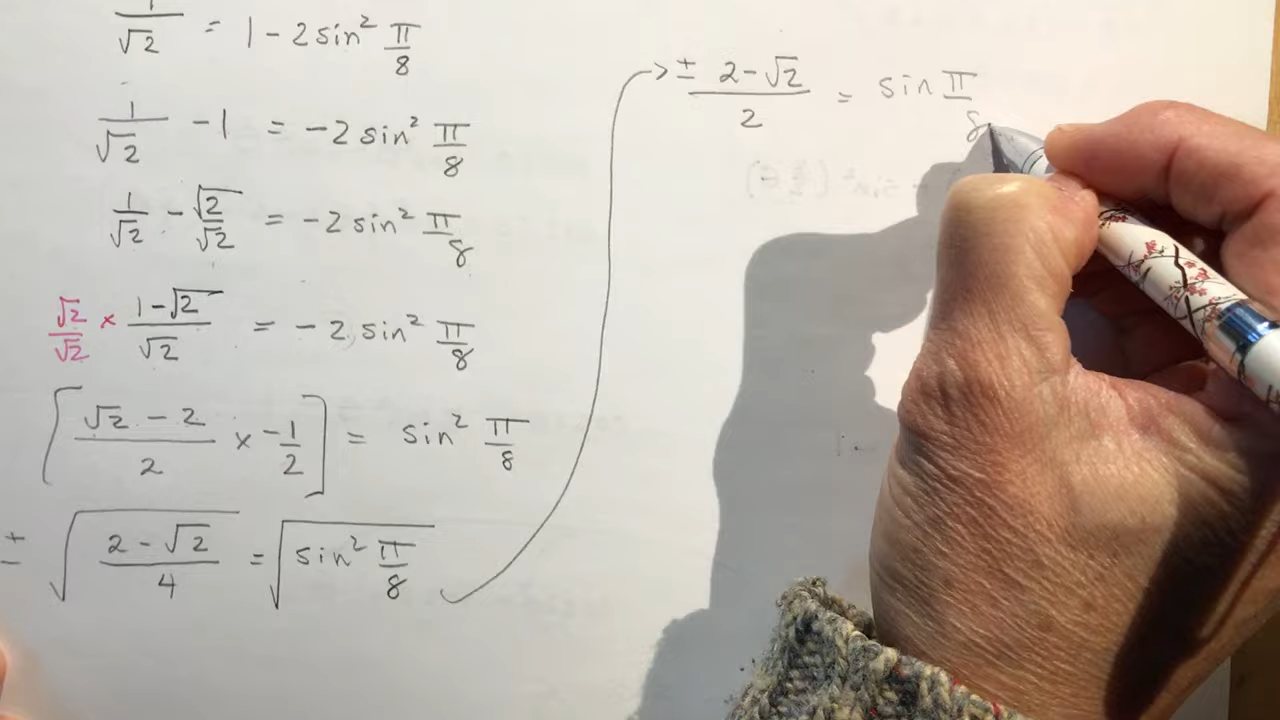 1/√2 = 1 - 2 sin² π/8
1/√2 - 1 = -2 sin² π/8
1/√2 - √2/√2 = -2 sin² π/8
√2/√2 × (1-√2)/√2 = -2 sin² π/8
[(√2 - 2)/2 × -1/2] = sin² π/8
± √((2 - √2)/4) = √(sin² π/8)
± (2-√2)/2 = sin π/8